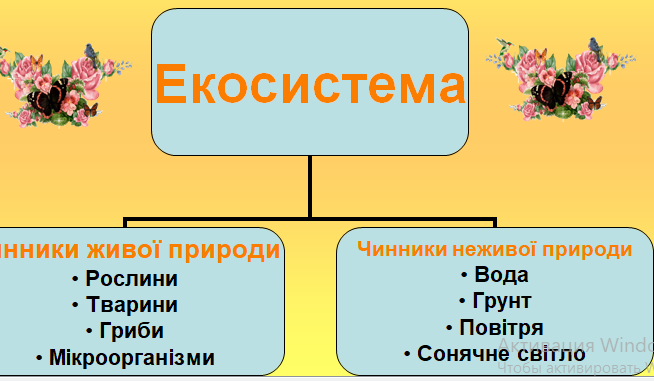 Екосистема
инники живої природи
• Рослини
• Тварини
• Гриби
• Мікроорганізми
Чинники неживої природи
• Вода
• Грунт
• Повітря
• Сонячне світло
Активация Windo
Чтобы активировать W